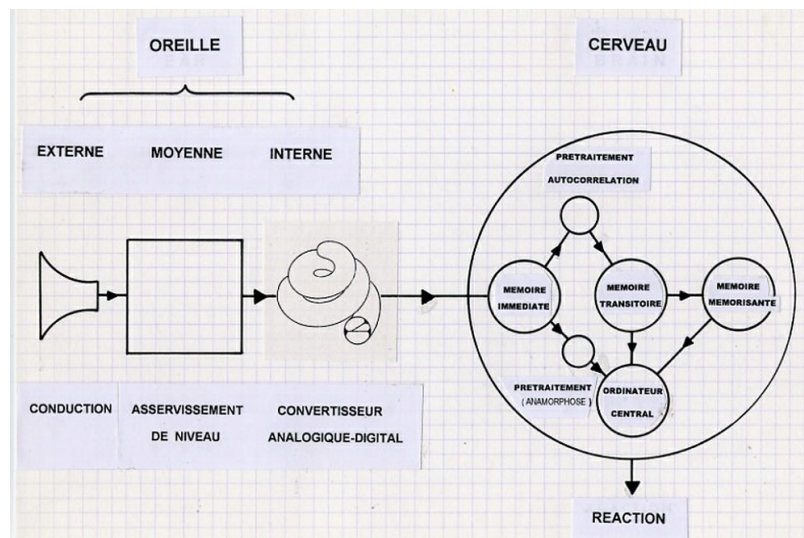 OREILLE
CERVEAU
EXTERNE MOYENNE INTERNE
PRETRAITEMENT
AUTOCORRELATION
MEMOIRE
IMMEDIATE
MEMOIRE
TRANSITOIRE
MEMOIRE
MEMORISANTE
PRETRAITEMENT
( ANAMORPHOSE )
ORDINATEUR
CENTRAL
CONDUCTION
ASSERVISSEMENT
DE NIVEAU
CONVERTISSEUR
ANALOGIQUE-DIGITAL
REACTION